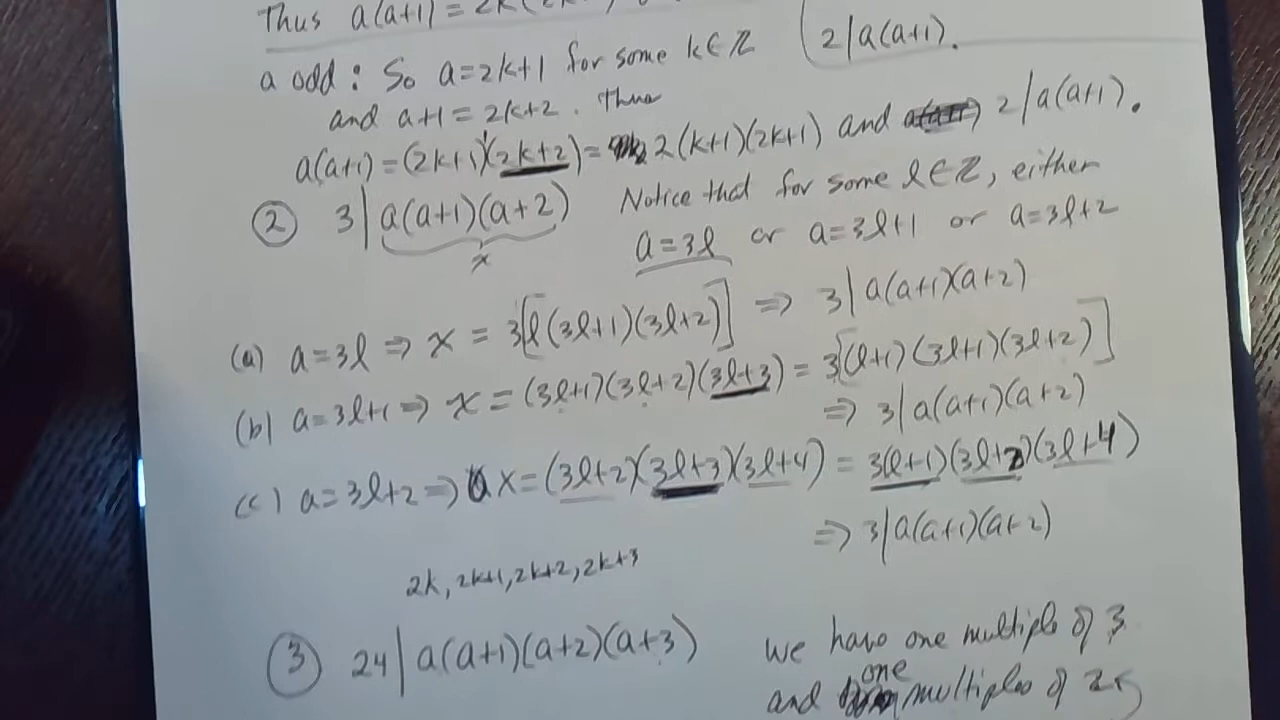 Thus a(a+1) = 2k(2k
2|a(a+1).
a odd: So a=2k+1 for some k∈ℤ
and a+1 = 2k+2. Thus
a(a+1) = (2k+1)(2k+2) = 2(k+1)(2k+1) and 2|a(a+1).
② 3|a(a+1)(a+2) Notice that for some l∈ℤ, either
x
a=3l or a=3l+1 or a=3l+2
(a) a=3l ⇒ x = 3[l(3l+1)(3l+2)] ⇒ 3|a(a+1)(a+2)
(b) a=3l+1 ⇒ x = (3l+1)(3l+2)(3l+3) = 3[(l+1)(3l+1)(3l+2)]
⇒ 3|a(a+1)(a+2)
(c) a=3l+2 ⇒ x=(3l+2)(3l+3)(3l+4) = 3(l+1)(3l+2)(3l+4)
⇒ 3|a(a+1)(a+2)
2k, 2k+1, 2k+2, 2k+3
③ 24|a(a+1)(a+2)(a+3) we have one multiple of 3
and one multiples of 2